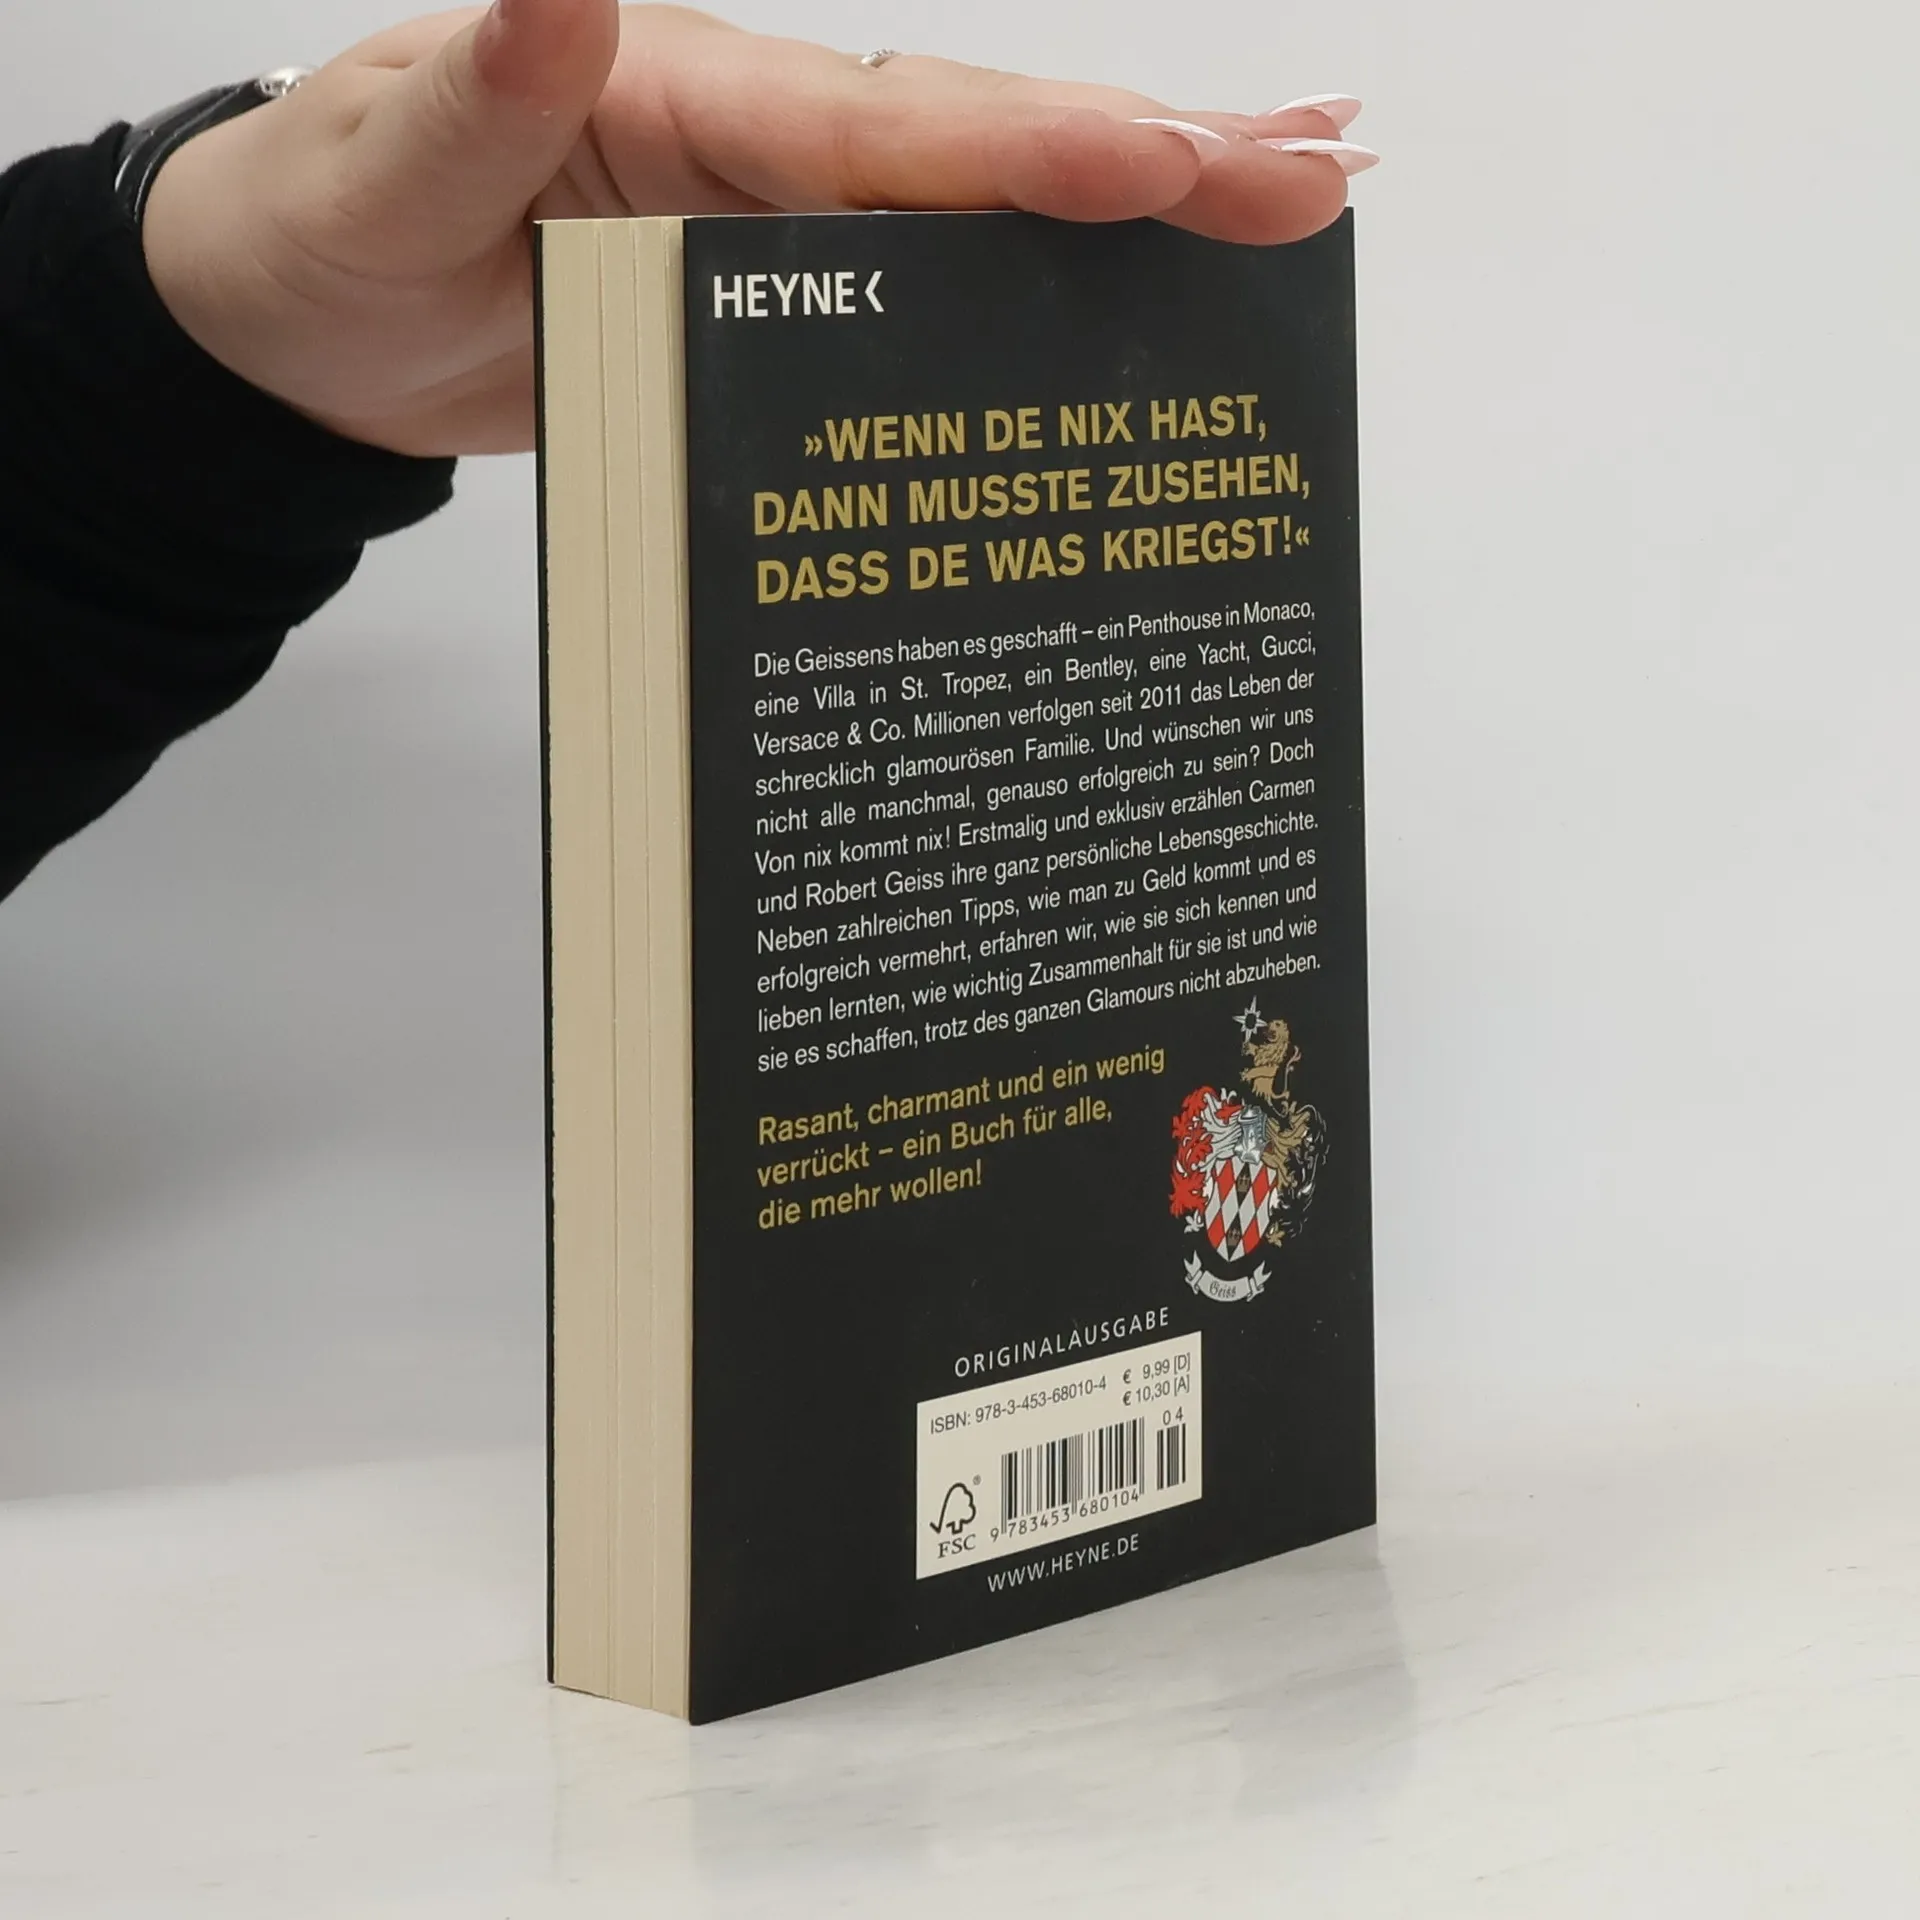 HEYNE<
»WENN DE NIX HAST,
DANN MUSSTE ZUSEHEN,
DASS DE WAS KRIEGST!«
Die Geissens haben es geschafft – ein Penthouse in Monaco,
eine Villa in St. Tropez, ein Bentley, eine Yacht, Gucci,
Versace & Co. Millionen verfolgen seit 2011 das Leben der
schrecklich glamourösen Familie. Und wünschen wir uns
nicht alle manchmal, genauso erfolgreich zu sein? Doch
Von nix kommt nix! Erstmalig und exklusiv erzählen Carmen
und Robert Geiss ihre ganz persönliche Lebensgeschichte.
Neben zahlreichen Tipps, wie man zu Geld kommt und es
erfolgreich vermehrt, erfahren wir, wie sie sich kennen und
lieben lernten, wie wichtig Zusammenhalt für sie ist und wie
sie es schaffen, trotz des ganzen Glamours nicht abzuheben.
Rasant, charmant und ein wenig
verrückt – ein Buch für alle,
die mehr wollen!
Geiss
ORIGINALAUSGABE
ISBN: 978-3-453-68010-4 € 9,99 [D]
€ 10,30 [A]
04
FSC®
9 783453 680104
WWW.HEYNE.DE